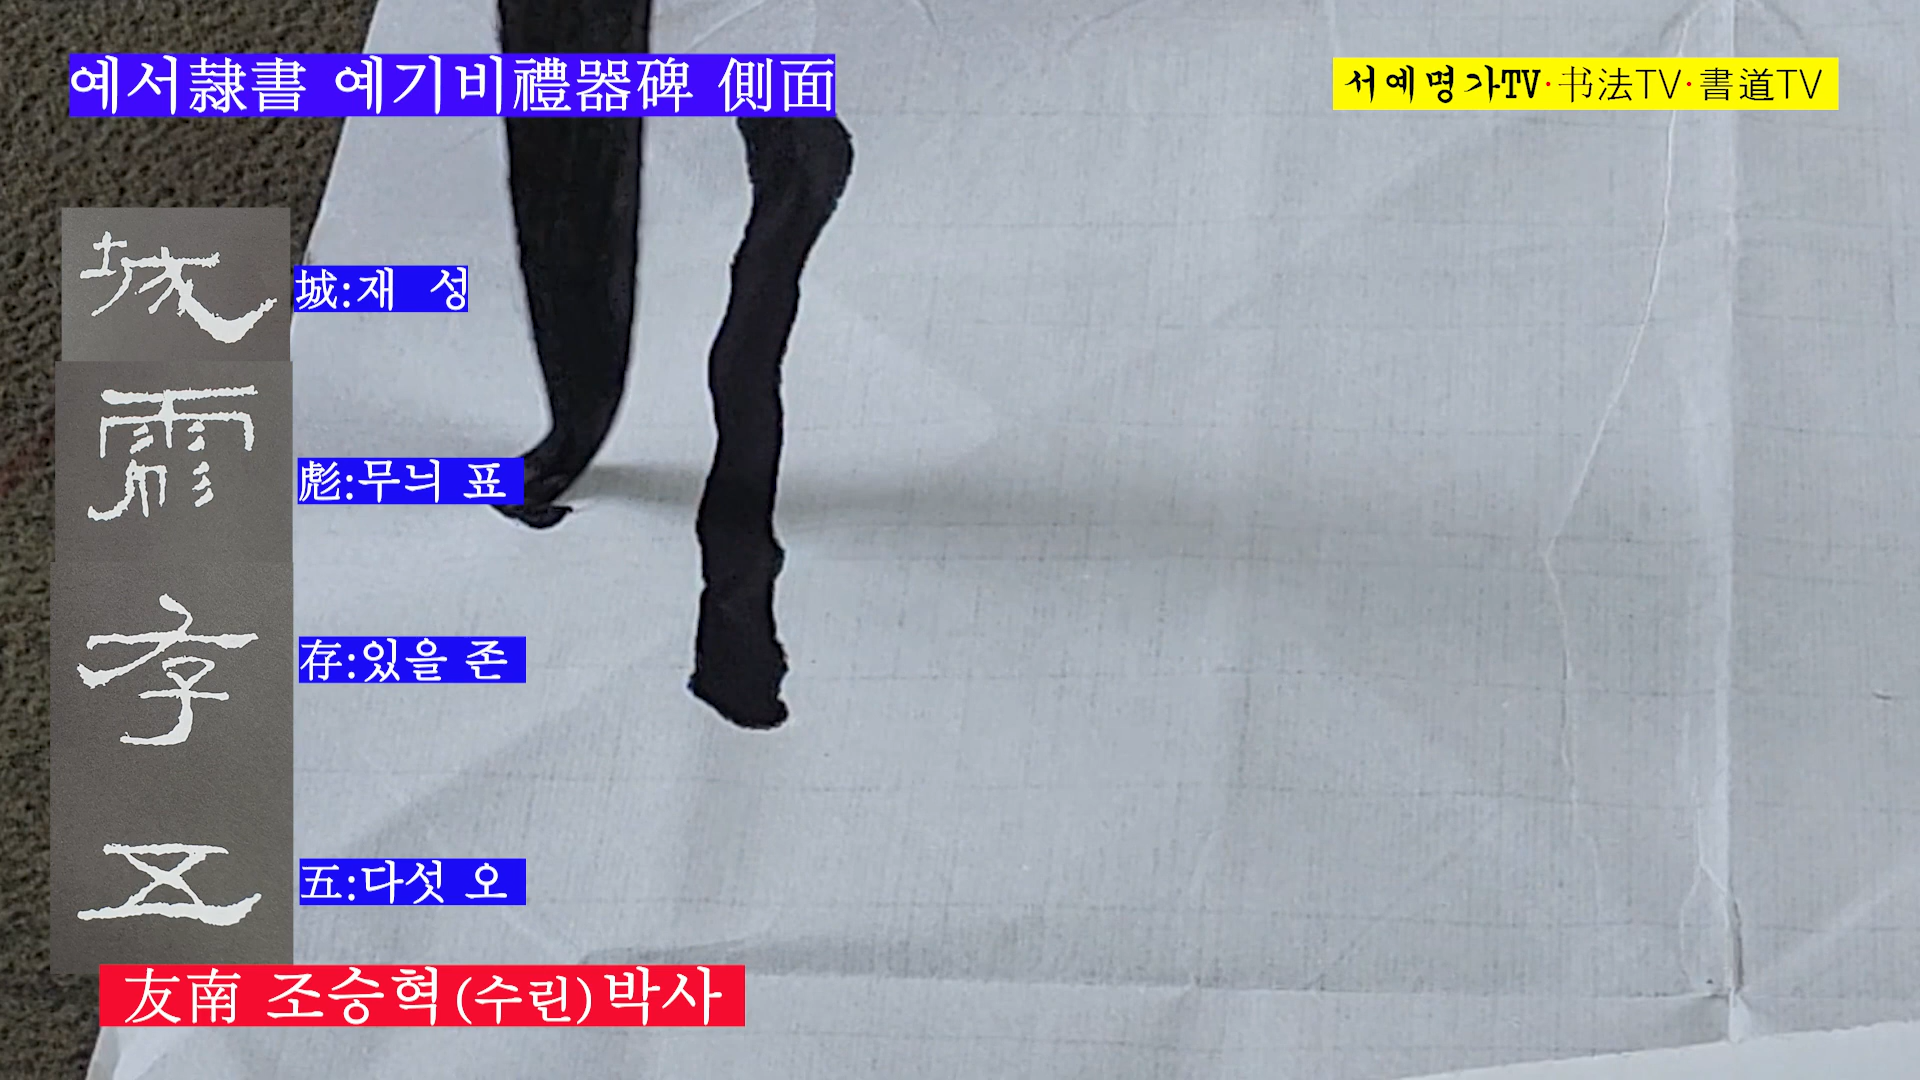 예서隷書 예기비禮器碑 側面
서예명가TV·书法TV·書道TV
城
城:재 성
彪
彪:무늬 표
存
存:있을 존
五
五:다섯 오
友南 조승혁(수린)박사